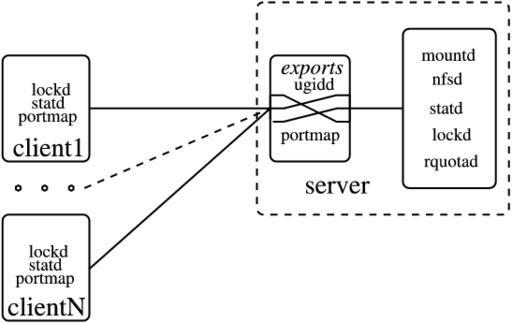 lockd
statd
portmap
client1
lockd
statd
portmap
clientN
exports
ugidd
portmap
server
mountd
nfsd
statd
lockd
rquotad